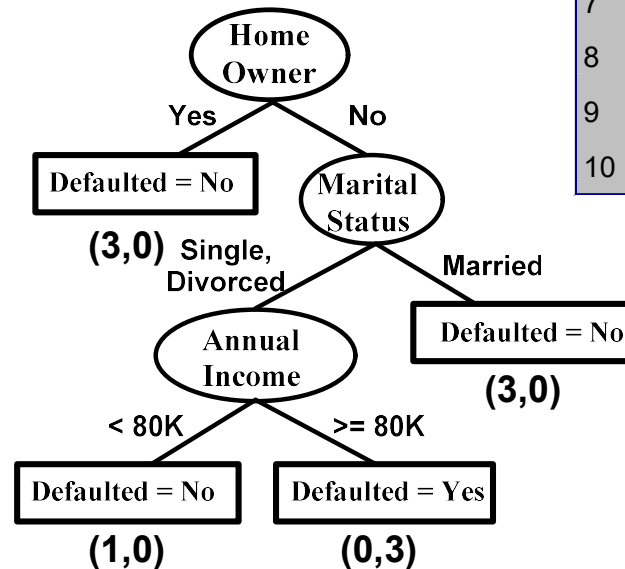 7
Home
Owner
8
Yes
No
9
Defaulted = No
Marital
Status
10
(3,0)
Single,
Divorced
Married
Annual
Income
Defaulted = No
(3,0)
< 80K
>= 80K
Defaulted = No
Defaulted = Yes
(1,0)
(0,3)